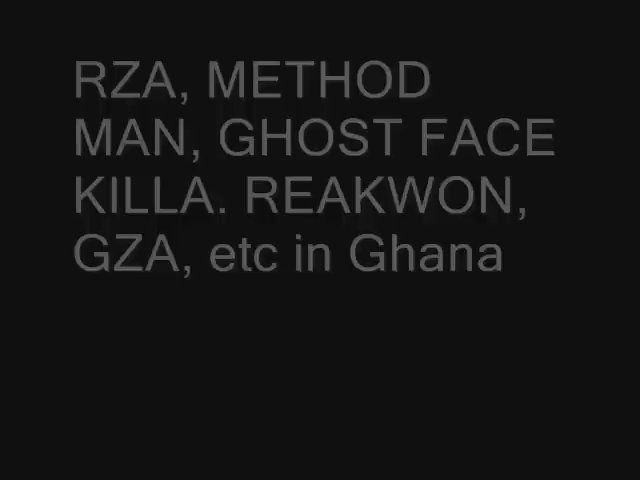 RZA, METHOD
MAN, GHOST FACE
KILLA. REAKWON,
GZA, etc in Ghana